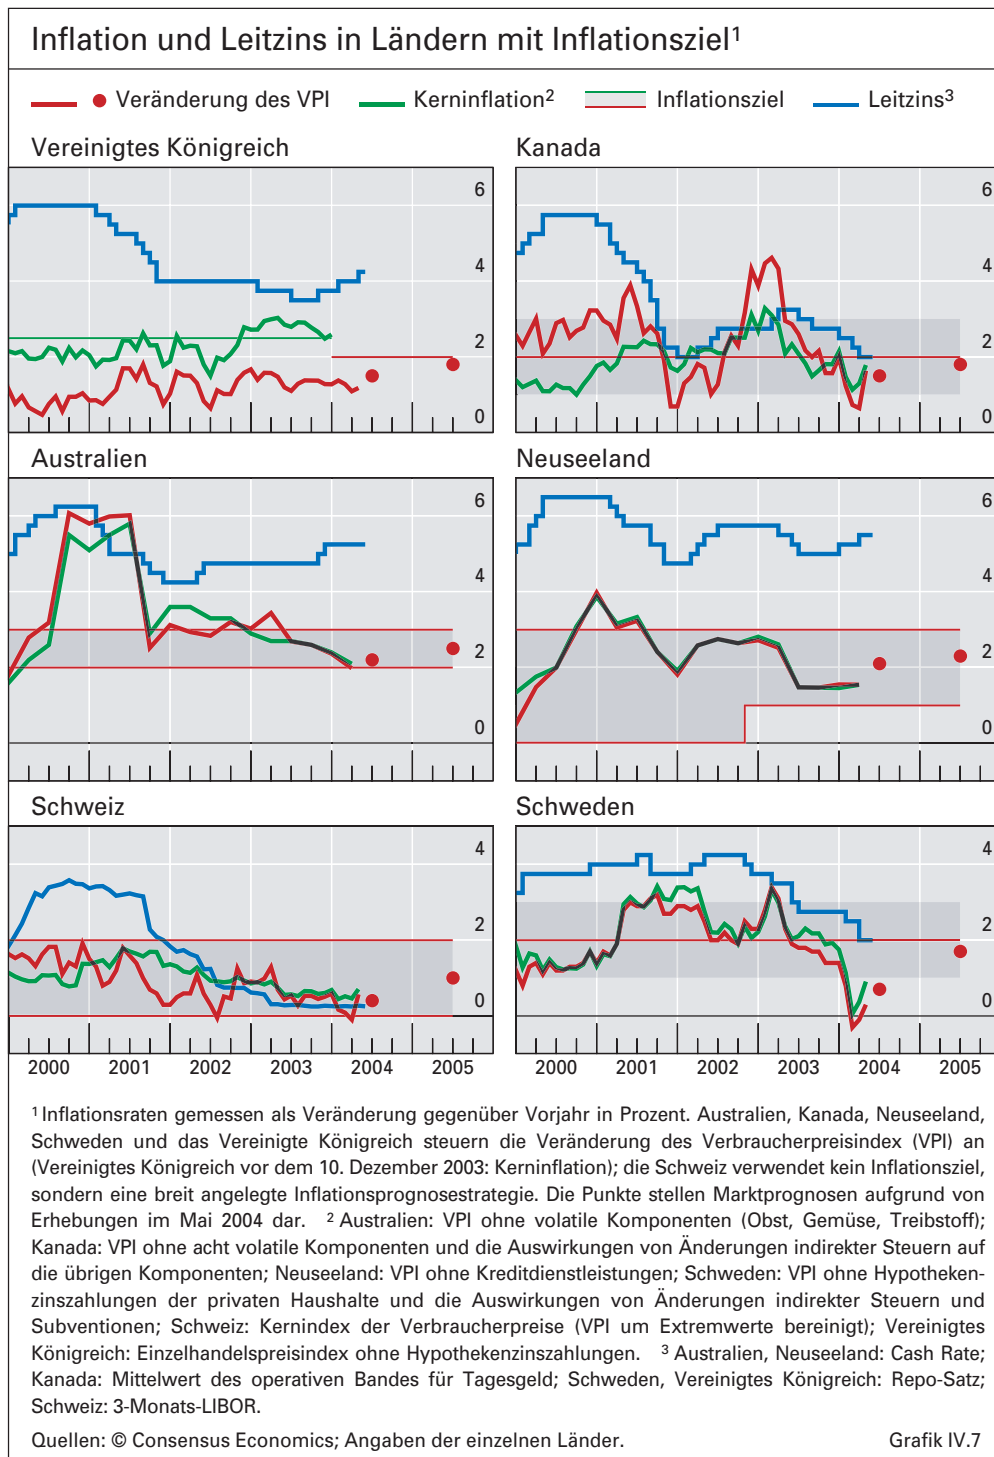 Inflation und Leitzins in Ländern mit Inflationsziel¹
Veränderung des VPI Kerninflation² Inflationsziel Leitzins³
Vereinigtes Königreich
6
4
2
0
Kanada
6
4
2
0
Australien
6
4
2
0
Neuseeland
6
4
2
0
Schweiz
4
2
0
2000 2001 2002 2003 2004 2005
Schweden
4
2
0
2000 2001 2002 2003 2004 2005
¹ Inflationsraten gemessen als Veränderung gegenüber Vorjahr in Prozent. Australien, Kanada, Neuseeland,
Schweden und das Vereinigte Königreich steuern die Veränderung des Verbraucherpreisindex (VPI) an
(Vereinigtes Königreich vor dem 10. Dezember 2003: Kerninflation); die Schweiz verwendet kein Inflationsziel,
sondern eine breit angelegte Inflationsprognosestrategie. Die Punkte stellen Marktprognosen aufgrund von
Erhebungen im Mai 2004 dar. ² Australien: VPI ohne volatile Komponenten (Obst, Gemüse, Treibstoff);
Kanada: VPI ohne acht volatile Komponenten und die Auswirkungen von Änderungen indirekter Steuern auf
die übrigen Komponenten; Neuseeland: VPI ohne Kreditdienstleistungen; Schweden: VPI ohne Hypotheken-
zinszahlungen der privaten Haushalte und die Auswirkungen von Änderungen indirekter Steuern und
Subventionen; Schweiz: Kernindex der Verbraucherpreise (VPI um Extremwerte bereinigt); Vereinigtes
Königreich: Einzelhandelspreisindex ohne Hypothekenzinszahlungen. ³ Australien, Neuseeland: Cash Rate;
Kanada: Mittelwert des operativen Bandes für Tagesgeld; Schweden, Vereinigtes Königreich: Repo-Satz;
Schweiz: 3-Monats-LIBOR.
Quellen: © Consensus Economics; Angaben der einzelnen Länder. Grafik IV.7